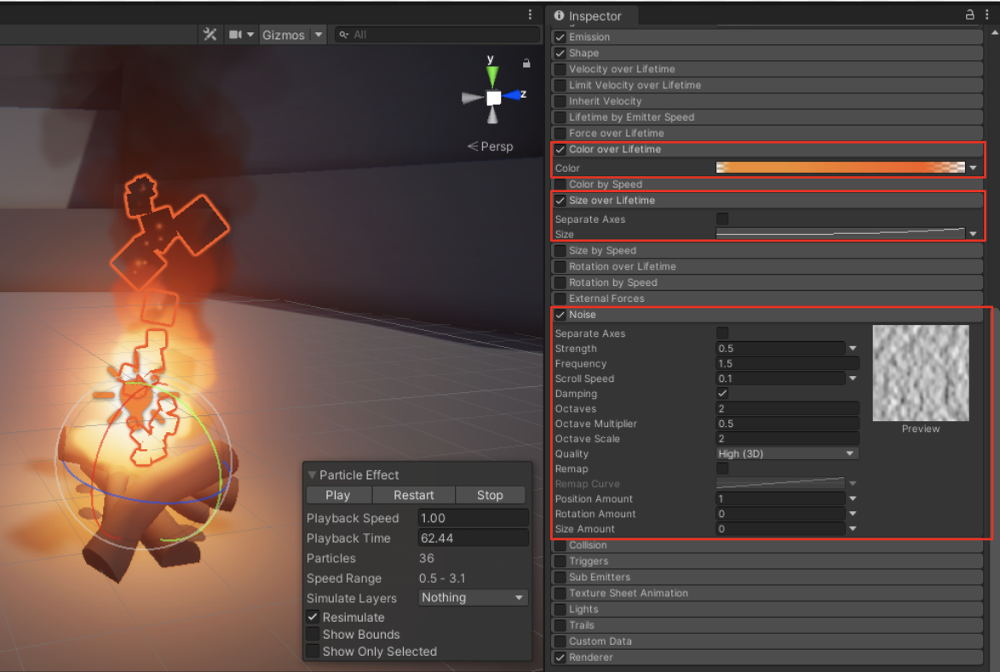 Inspector
Gizmos
All
Emission
Shape
Velocity over Lifetime
Limit Velocity over Lifetime
Inherit Velocity
Lifetime by Emitter Speed
Force over Lifetime
Color over Lifetime
Color
Color by Speed
Size over Lifetime
Separate Axes
Size
Size by Speed
Rotation over Lifetime
Rotation by Speed
External Forces
Noise
Separate Axes
Strength 0.5
Frequency 1.5
Scroll Speed 0.1
Damping
Octaves 2
Octave Multiplier 0.5
Octave Scale 2
Quality High (3D)
Remap
Remap Curve
Position Amount 1
Rotation Amount 0
Size Amount 0
Preview
Collision
Triggers
Sub Emitters
Texture Sheet Animation
Lights
Trails
Custom Data
Renderer
y
z
Persp
Particle Effect
Play Restart Stop
Playback Speed 1.00
Playback Time 62.44
Particles 36
Speed Range 0.5 - 3.1
Simulate Layers Nothing
Resimulate
Show Bounds
Show Only Selected